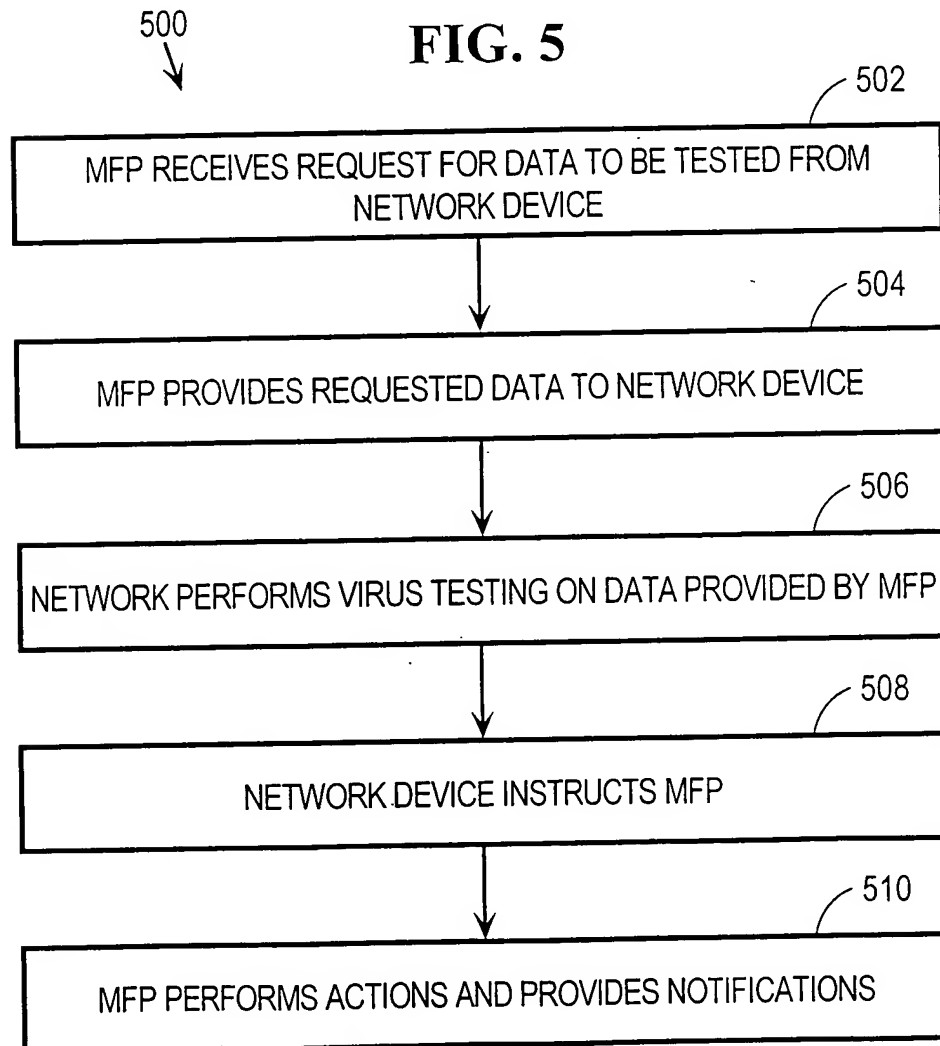 500
FIG. 5
502
MFP RECEIVES REQUEST FOR DATA TO BE TESTED FROM
NETWORK DEVICE
504
MFP PROVIDES REQUESTED DATA TO NETWORK DEVICE
506
NETWORK PERFORMS VIRUS TESTING ON DATA PROVIDED BY MFP
508
NETWORK DEVICE INSTRUCTS MFP
510
MFP PERFORMS ACTIONS AND PROVIDES NOTIFICATIONS